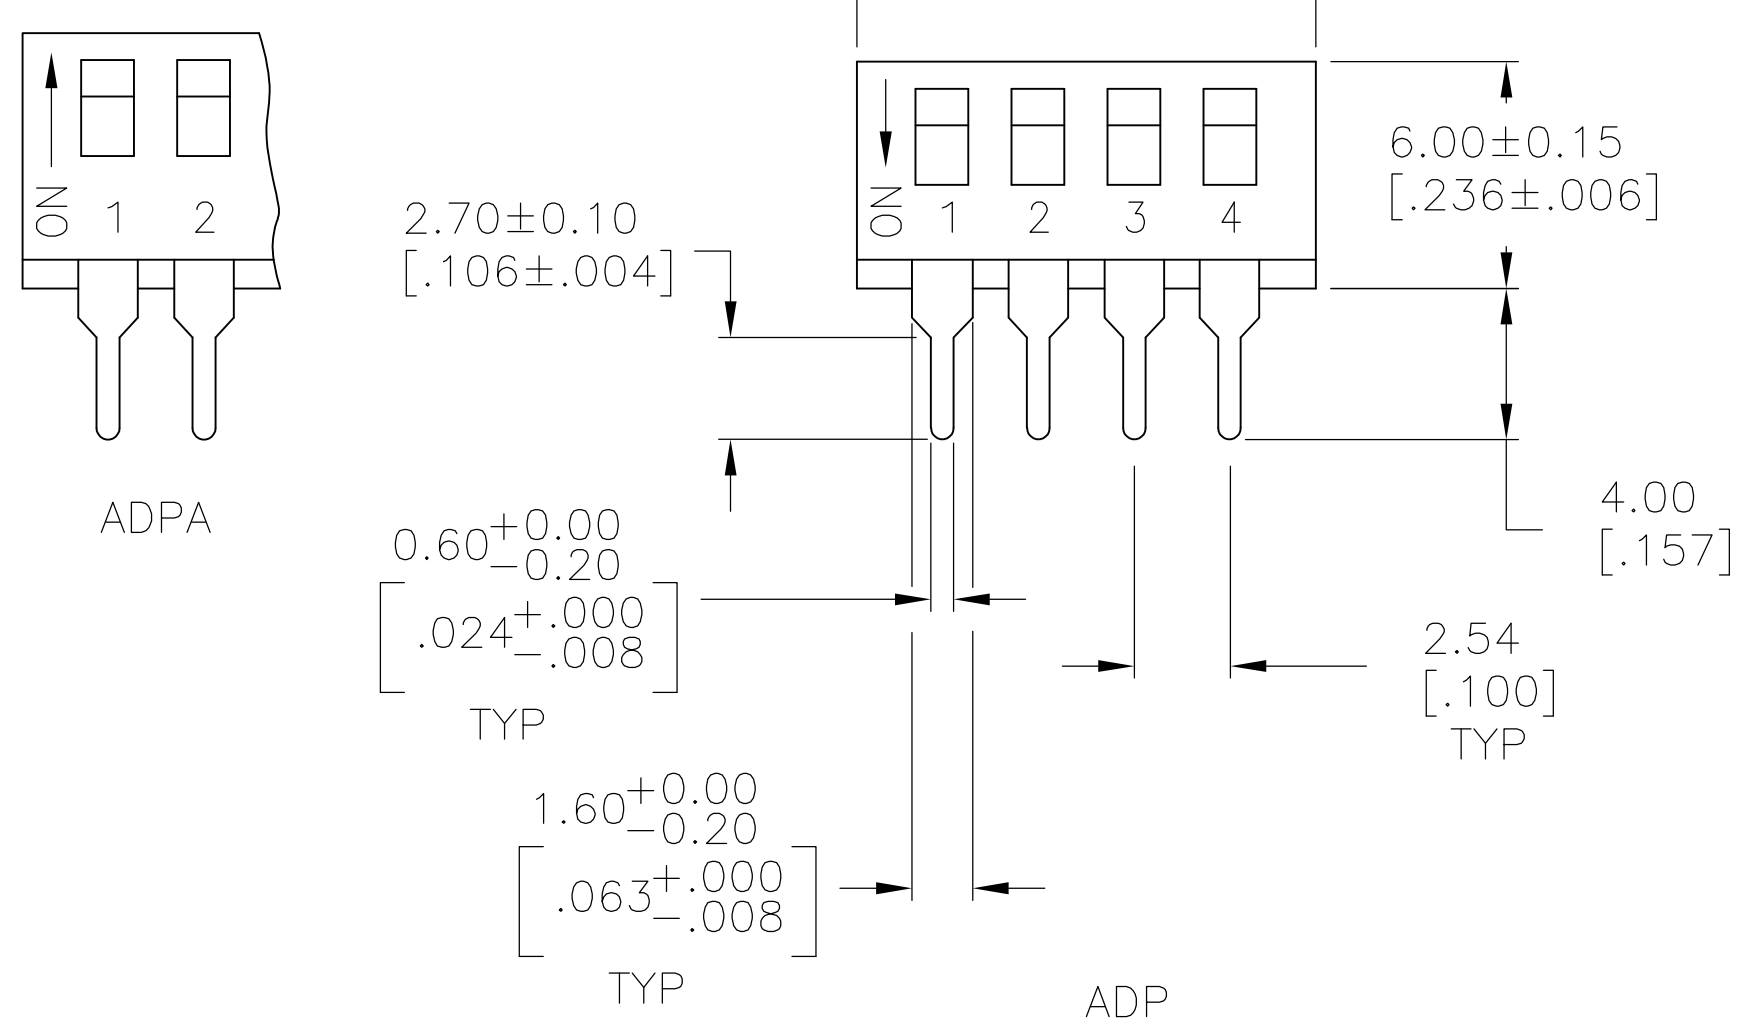 ON
1 2
ADPA
ON
1 2 3 4
6.00±0.15
[.236±.006]
2.70±0.10
[.106±.004]
4.00
[.157]
0.60+0.00
-0.20
[.024+.000
-.008]
TYP
2.54
[.100]
TYP
1.60+0.00
-0.20
[.063+.000
-.008]
TYP
ADP